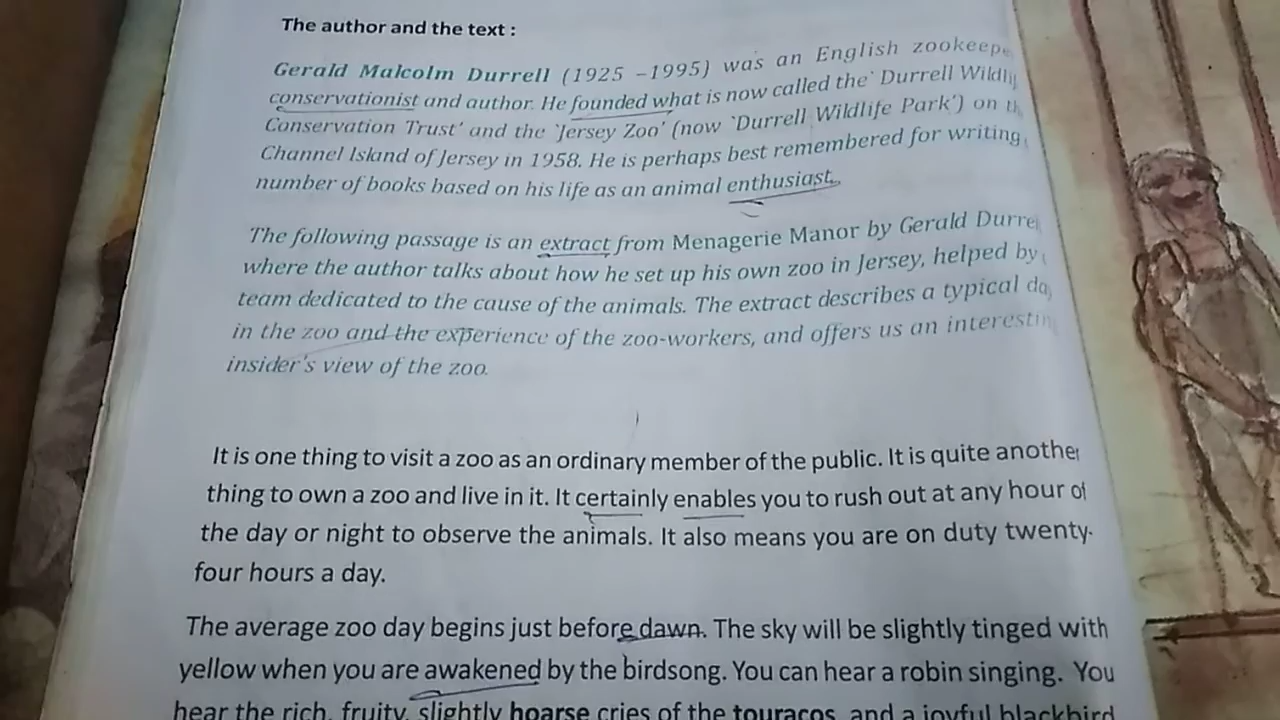 The author and the text :
Gerald Malcolm Durrell (1925 –1995) was an English zookeepe
conservationist and author. He founded what is now called the` Durrell Wildli
Conservation Trust' and the `Jersey Zoo' (now `Durrell Wildlife Park') on th
Channel Island of Jersey in 1958. He is perhaps best remembered for writing
number of books based on his life as an animal enthusiast.
The following passage is an extract from Menagerie Manor by Gerald Durrel
where the author talks about how he set up his own zoo in Jersey, helped by
team dedicated to the cause of the animals. The extract describes a typical day
in the zoo and the experience of the zoo-workers, and offers us an interestin
insider's view of the zoo.
It is one thing to visit a zoo as an ordinary member of the public. It is quite another
thing to own a zoo and live in it. It certainly enables you to rush out at any hour of
the day or night to observe the animals. It also means you are on duty twenty-
four hours a day.
The average zoo day begins just before dawn. The sky will be slightly tinged with
yellow when you are awakened by the birdsong. You can hear a robin singing. You
hear the rich, fruity, slightly hoarse cries of the touracos, and a joyful blackbird